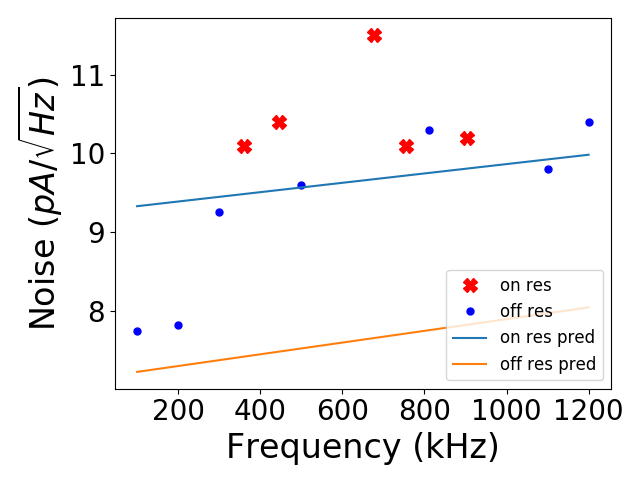 Noise (pA/√Hz)
11
10
9
8
on res
off res
on res pred
off res pred
200
400
600
800
1000
1200
Frequency (kHz)